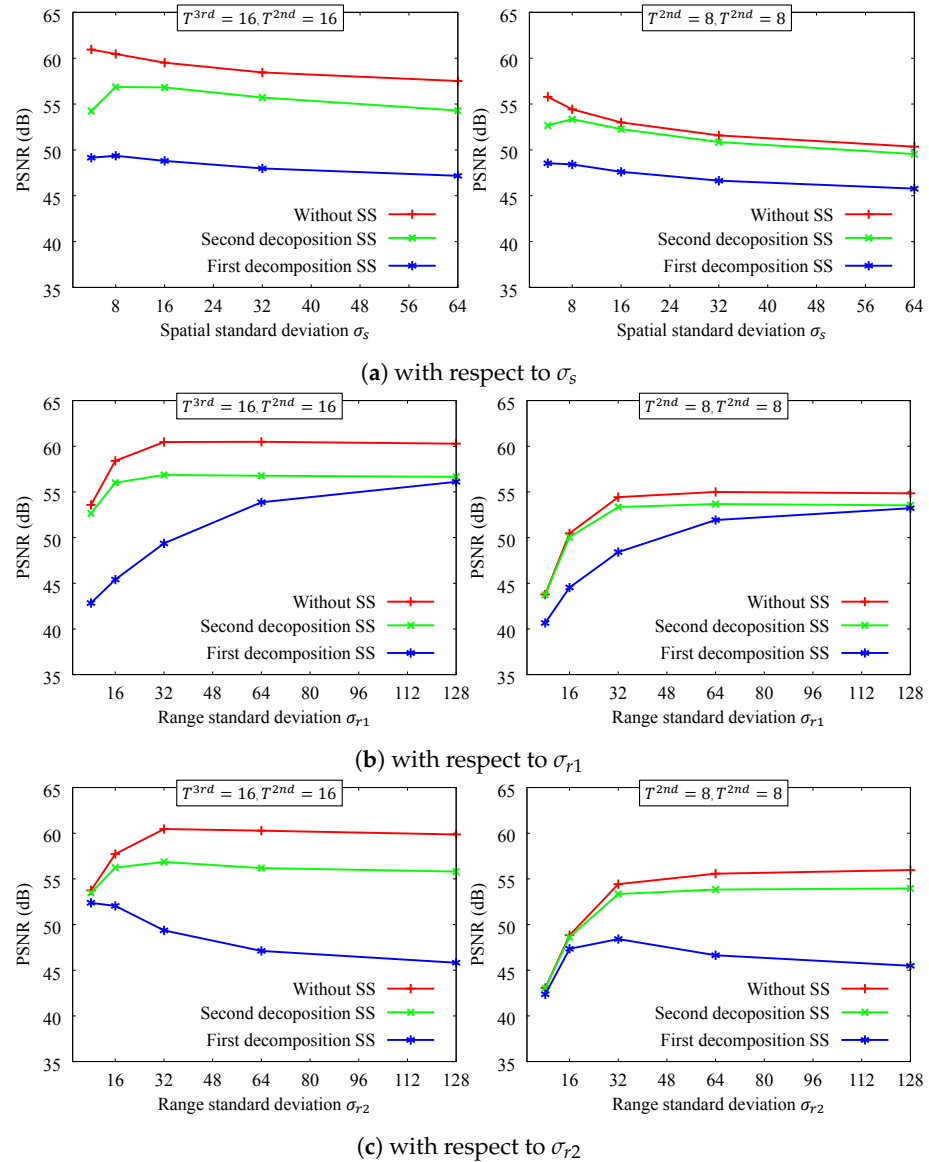 T^{3rd} = 16, T^{2nd} = 16
65
60
55
50
45
40
35
PSNR (dB)
Without SS
Second decoposition SS
First decomposition SS
8 16 24 32 40 48 56 64
Spatial standard deviation σ_s
T^{2nd} = 8, T^{2nd} = 8
65
60
55
50
45
40
35
PSNR (dB)
Without SS
Second decoposition SS
First decomposition SS
8 16 24 32 40 48 56 64
Spatial standard deviation σ_s
(a) with respect to σ_s
T^{3rd} = 16, T^{2nd} = 16
65
60
55
50
45
40
35
PSNR (dB)
Without SS
Second decoposition SS
First decomposition SS
16 32 48 64 80 96 112 128
Range standard deviation σ_{r1}
T^{2nd} = 8, T^{2nd} = 8
65
60
55
50
45
40
35
PSNR (dB)
Without SS
Second decoposition SS
First decomposition SS
16 32 48 64 80 96 112 128
Range standard deviation σ_{r1}
(b) with respect to σ_{r1}
T^{3rd} = 16, T^{2nd} = 16
65
60
55
50
45
40
35
PSNR (dB)
Without SS
Second decoposition SS
First decomposition SS
16 32 48 64 80 96 112 128
Range standard deviation σ_{r2}
T^{2nd} = 8, T^{2nd} = 8
65
60
55
50
45
40
35
PSNR (dB)
Without SS
Second decoposition SS
First decomposition SS
16 32 48 64 80 96 112 128
Range standard deviation σ_{r2}
(c) with respect to σ_{r2}